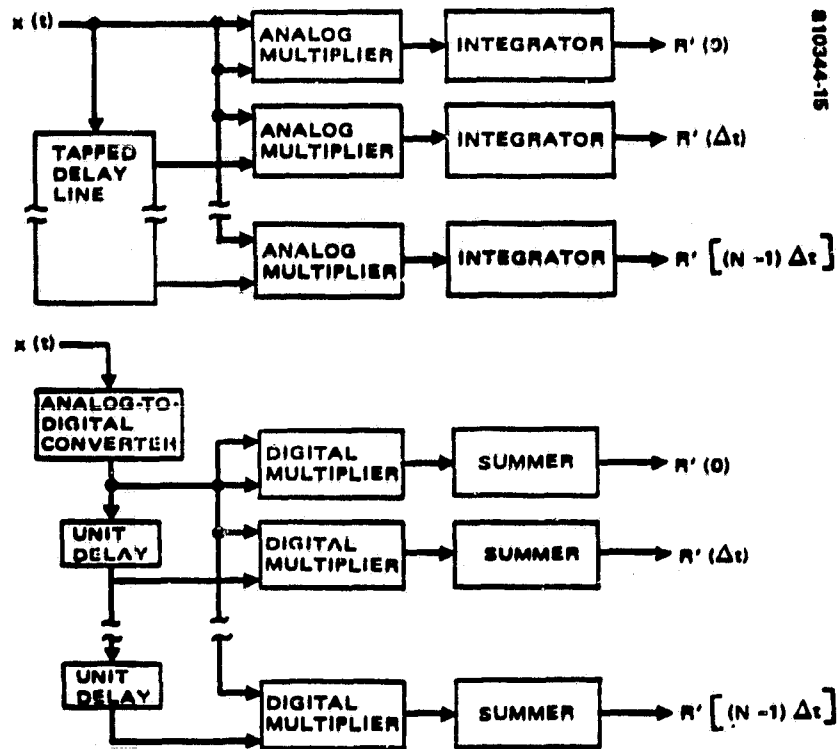 x (t)
ANALOG
MULTIPLIER
INTEGRATOR
R' (0)
810344-15
ANALOG
MULTIPLIER
INTEGRATOR
R' (Δt)
TAPPED
DELAY
LINE
ANALOG
MULTIPLIER
INTEGRATOR
R' [(N -1) Δt]
x (t)
ANALOG-TO-
DIGITAL
CONVERTER
DIGITAL
MULTIPLIER
SUMMER
R' (0)
UNIT
DELAY
DIGITAL
MULTIPLIER
SUMMER
R' (Δt)
UNIT
DELAY
DIGITAL
MULTIPLIER
SUMMER
R' [(N -1) Δt]